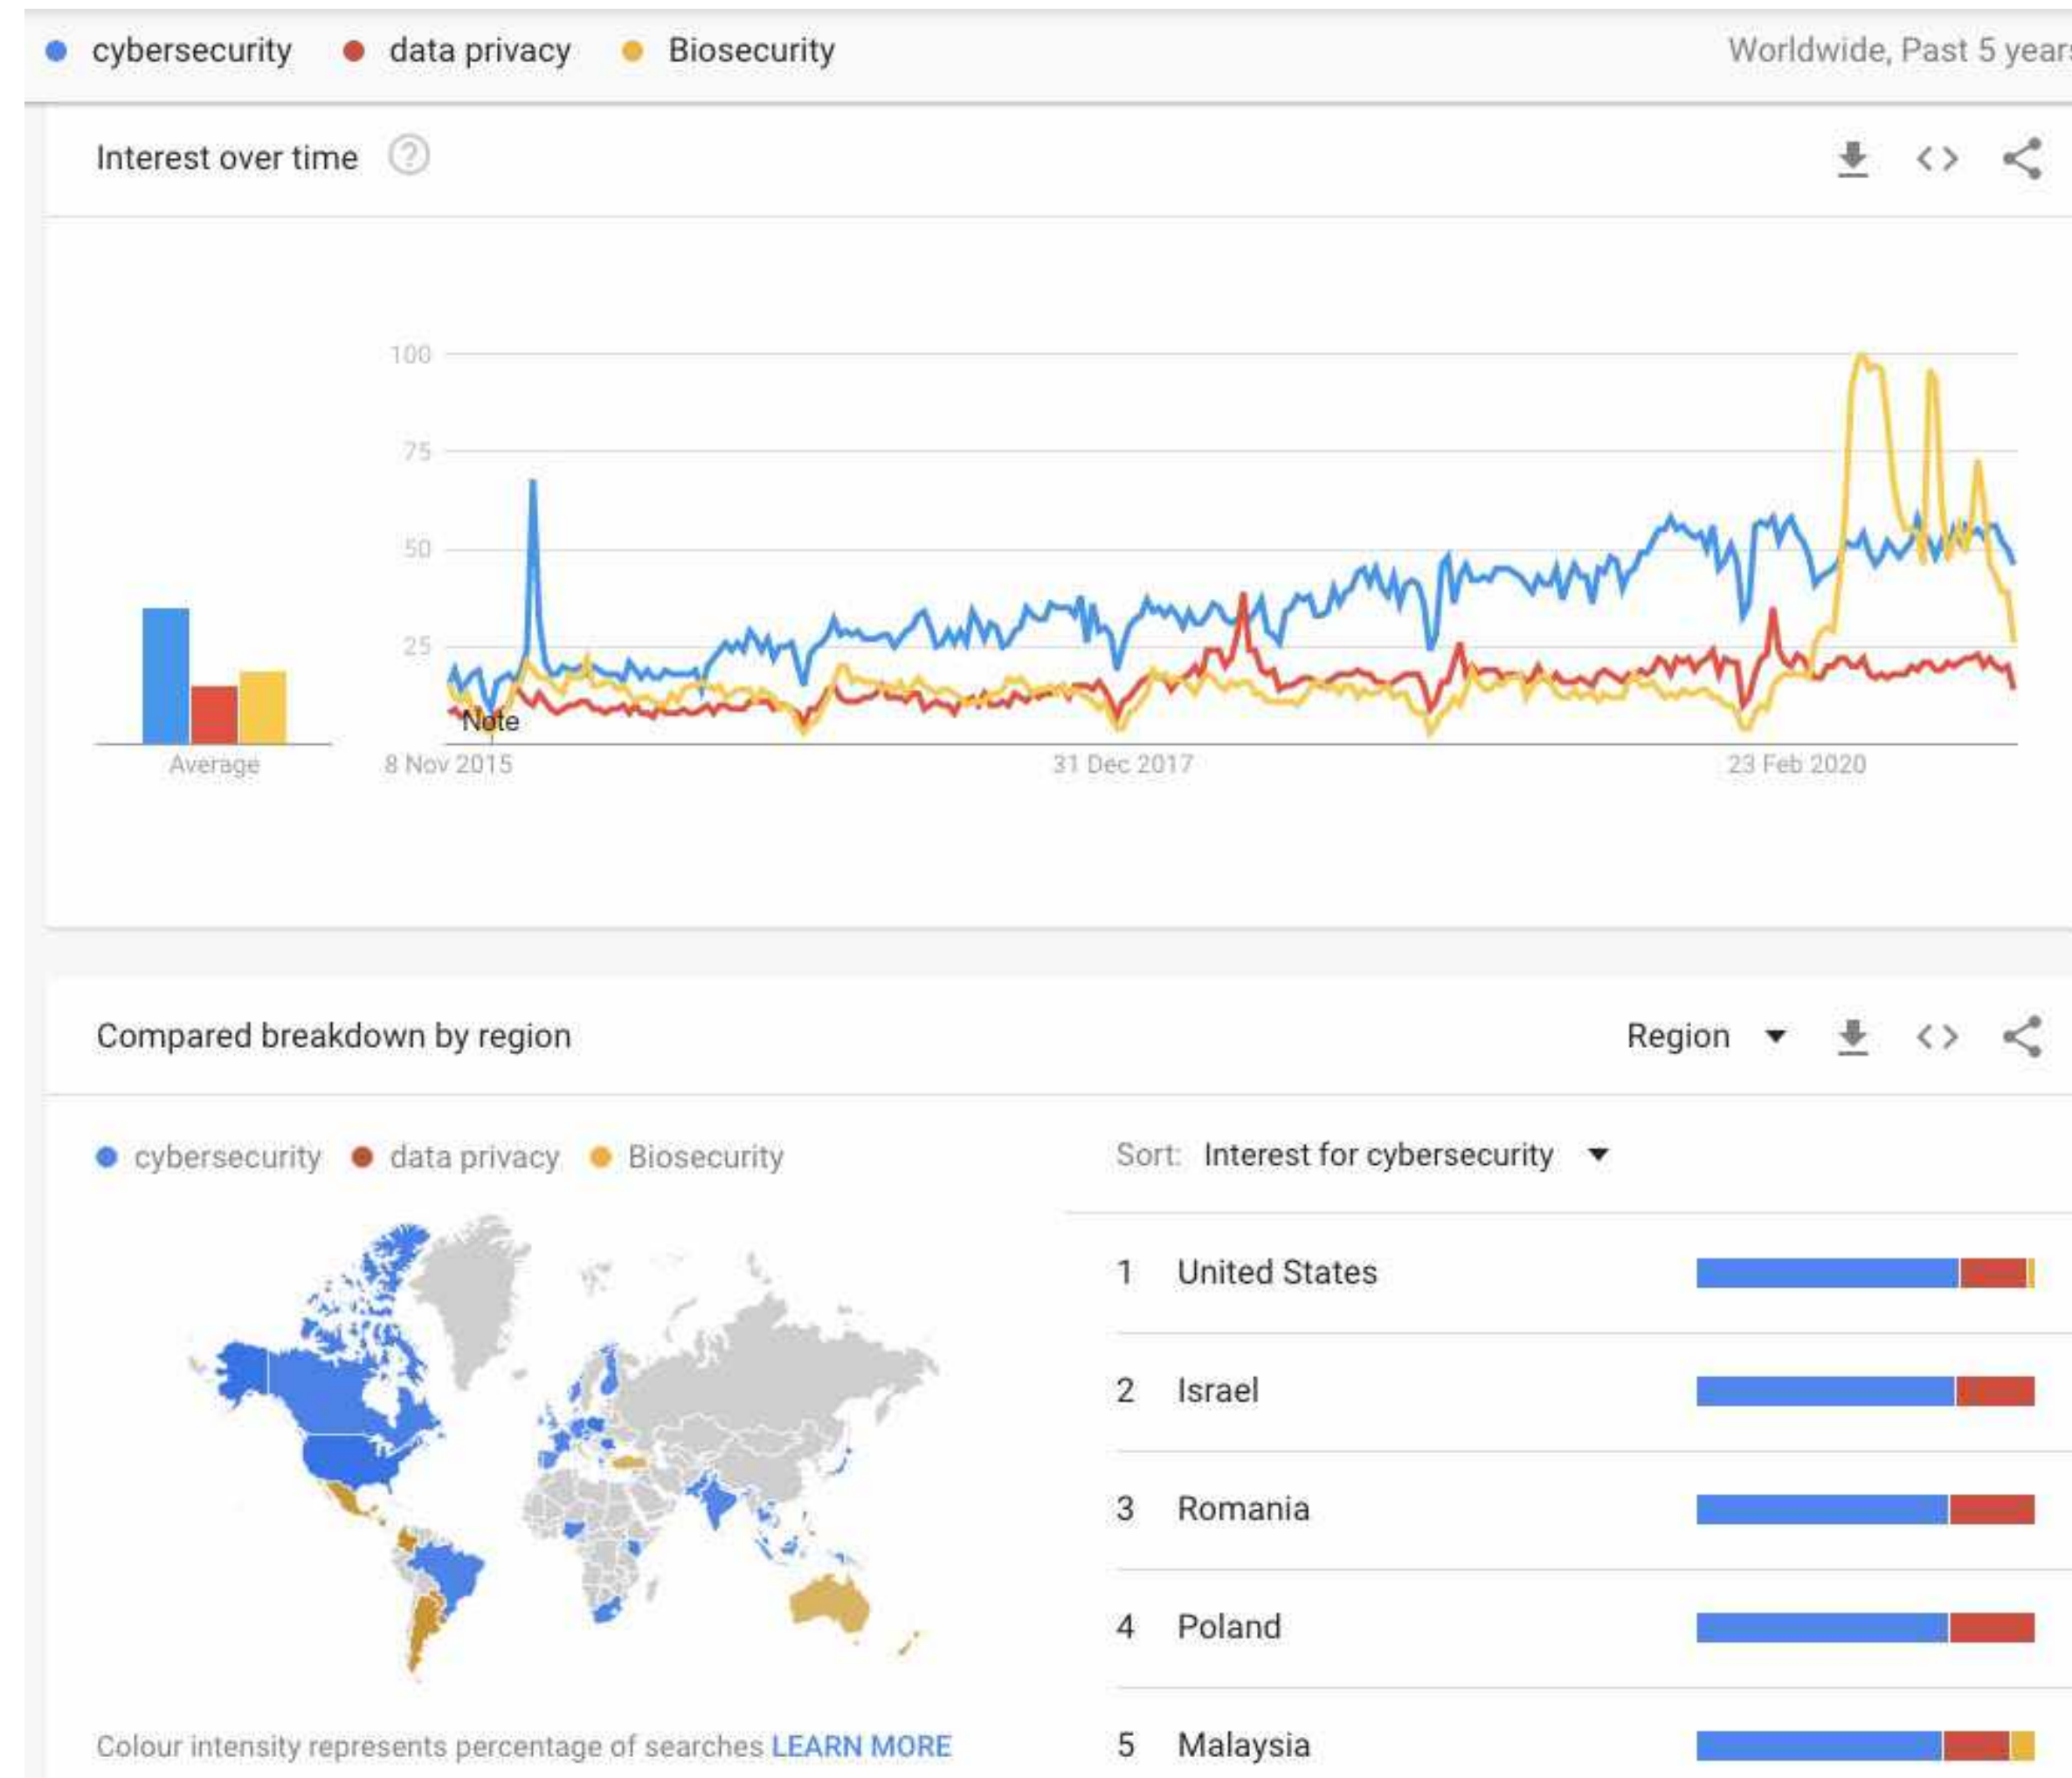 cybersecurity data privacy Biosecurity Worldwide, Past 5 years
Interest over time
100
75
50
25
Note
Average 8 Nov 2015 31 Dec 2017 23 Feb 2020
Compared breakdown by region Region
cybersecurity data privacy Biosecurity
Sort: Interest for cybersecurity
1 United States
2 Israel
3 Romania
4 Poland
5 Malaysia
Colour intensity represents percentage of searches LEARN MORE